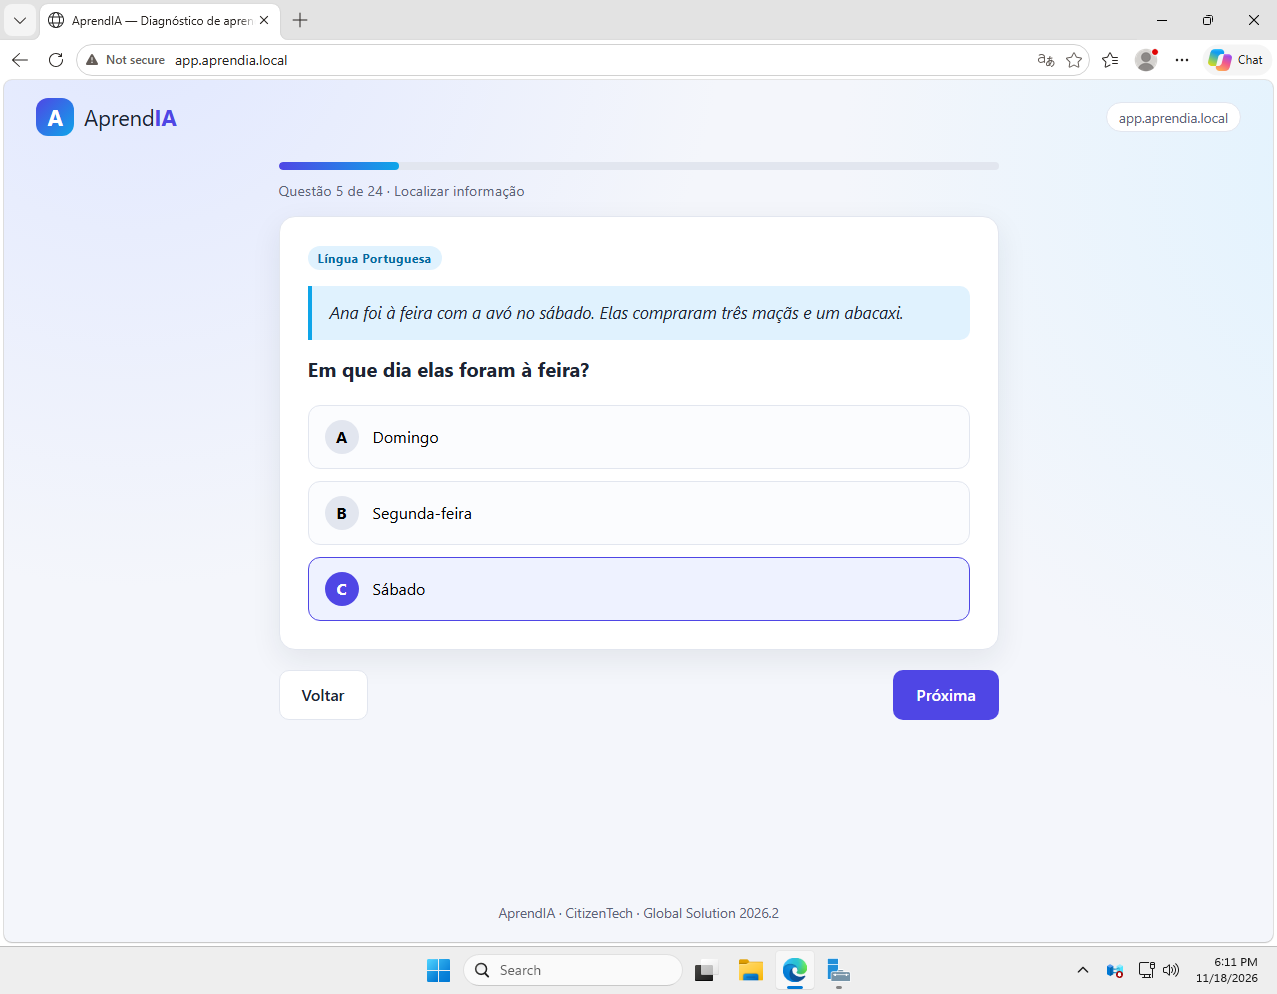 AprendIA — Diagnóstico de apren
Not secure app.aprendia.local
Chat
A AprendIA
app.aprendia.local
Questão 5 de 24 · Localizar informação
Língua Portuguesa
Ana foi à feira com a avó no sábado. Elas compraram três maçãs e um abacaxi.
Em que dia elas foram à feira?
A Domingo
B Segunda-feira
C Sábado
Voltar
Próxima
AprendIA · CitizenTech · Global Solution 2026.2
Search
6:11 PM
11/18/2026